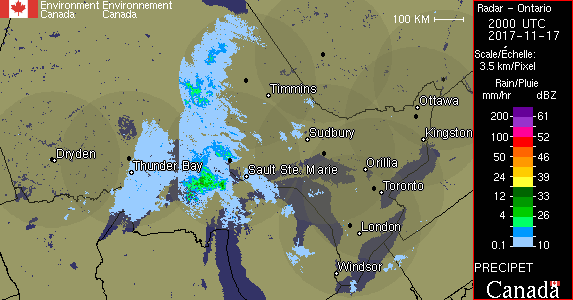 Environment Environnement
Canada Canada
100 KM
Timmins
Ottawa
Sudbury
Kingston
Dryden
Thunder Bay
Sault Ste. Marie
Orillia
Toronto
London
Windsor
Radar - Ontario
2000 UTC
2017-11-17
Scale/Échelle:
3.5 km/Pixel
Rain/Pluie
mm/hr dBZ
200 61
100 52
50 46
24 39
12 33
4 26
0.1 10
PRECIPET
Canada